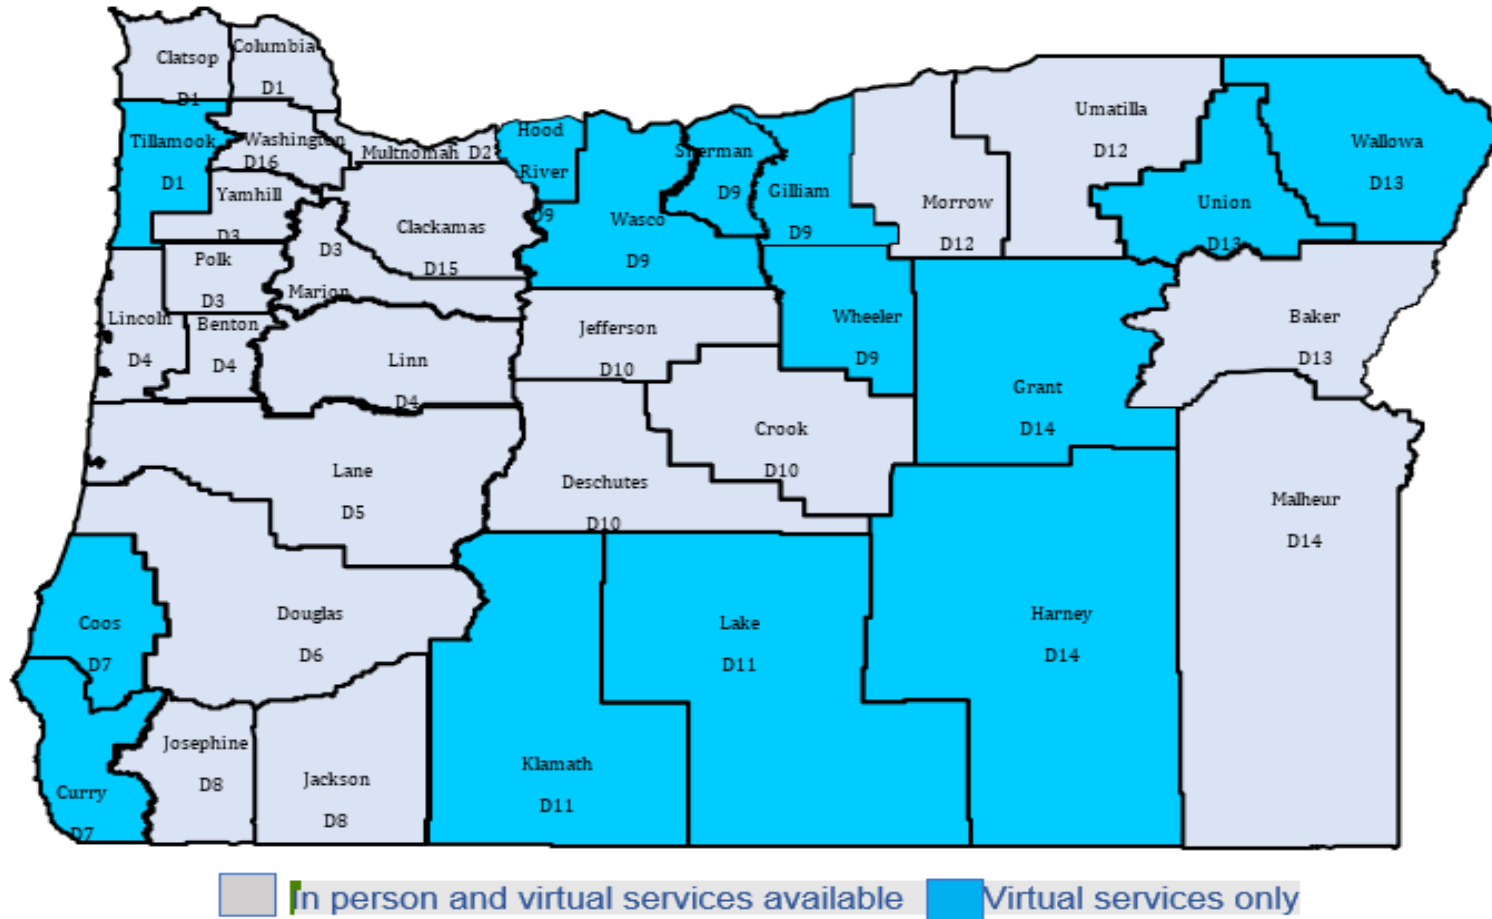 Clatsop
D1
Columbia
D1
Tillamook
D1
Washington
D16
Multnomah D2
Hood
River
D9
Yamhill
D3
Clackamas
D15
Wasco
D9
Sherman
D9
Gilliam
D9
Morrow
D12
Umatilla
D12
Union
D13
Wallowa
D13
Polk
D3
D3
Marion
Lincoln
D4
Benton
D4
Linn
D4
Jefferson
D10
Wheeler
D9
Grant
D14
Baker
D13
Lane
D5
Deschutes
D10
Crook
D10
Malheur
D14
Coos
D7
Douglas
D6
Lake
D11
Harney
D14
Curry
D7
Josephine
D8
Jackson
D8
Klamath
D11
In person and virtual services available
Virtual services only